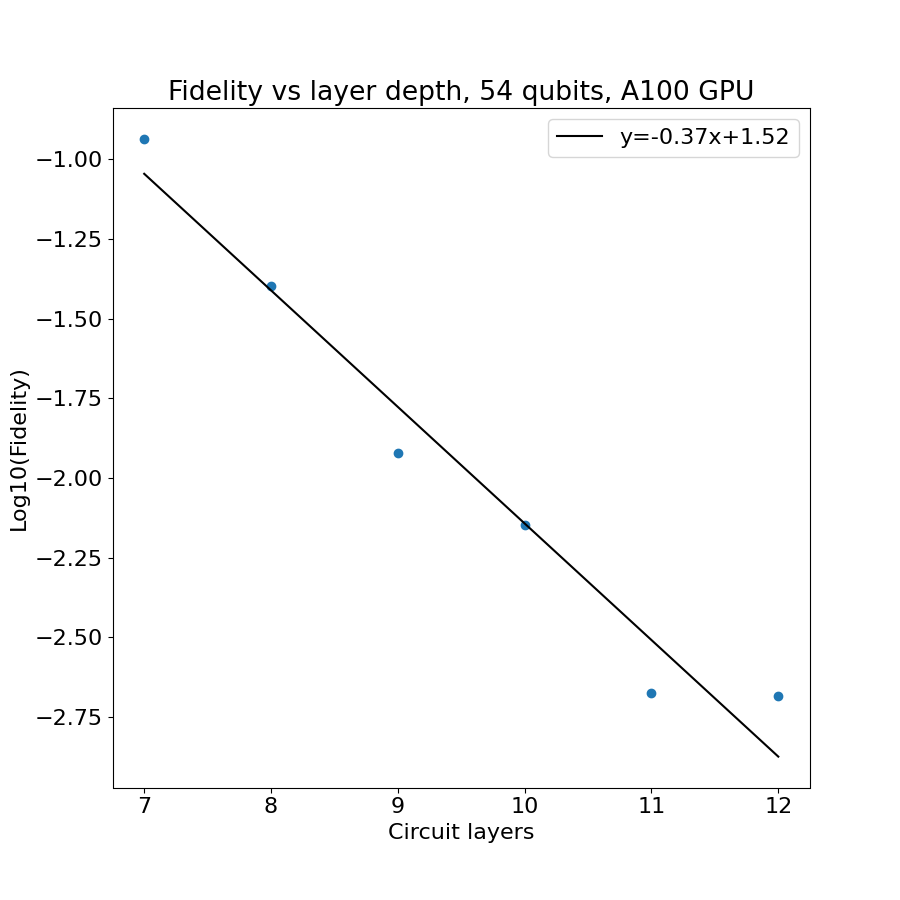 Fidelity vs layer depth, 54 qubits, A100 GPU
y=-0.37x+1.52
−1.00
−1.25
−1.50
−1.75
−2.00
−2.25
−2.50
−2.75
Log10(Fidelity)
7 8 9 10 11 12
Circuit layers